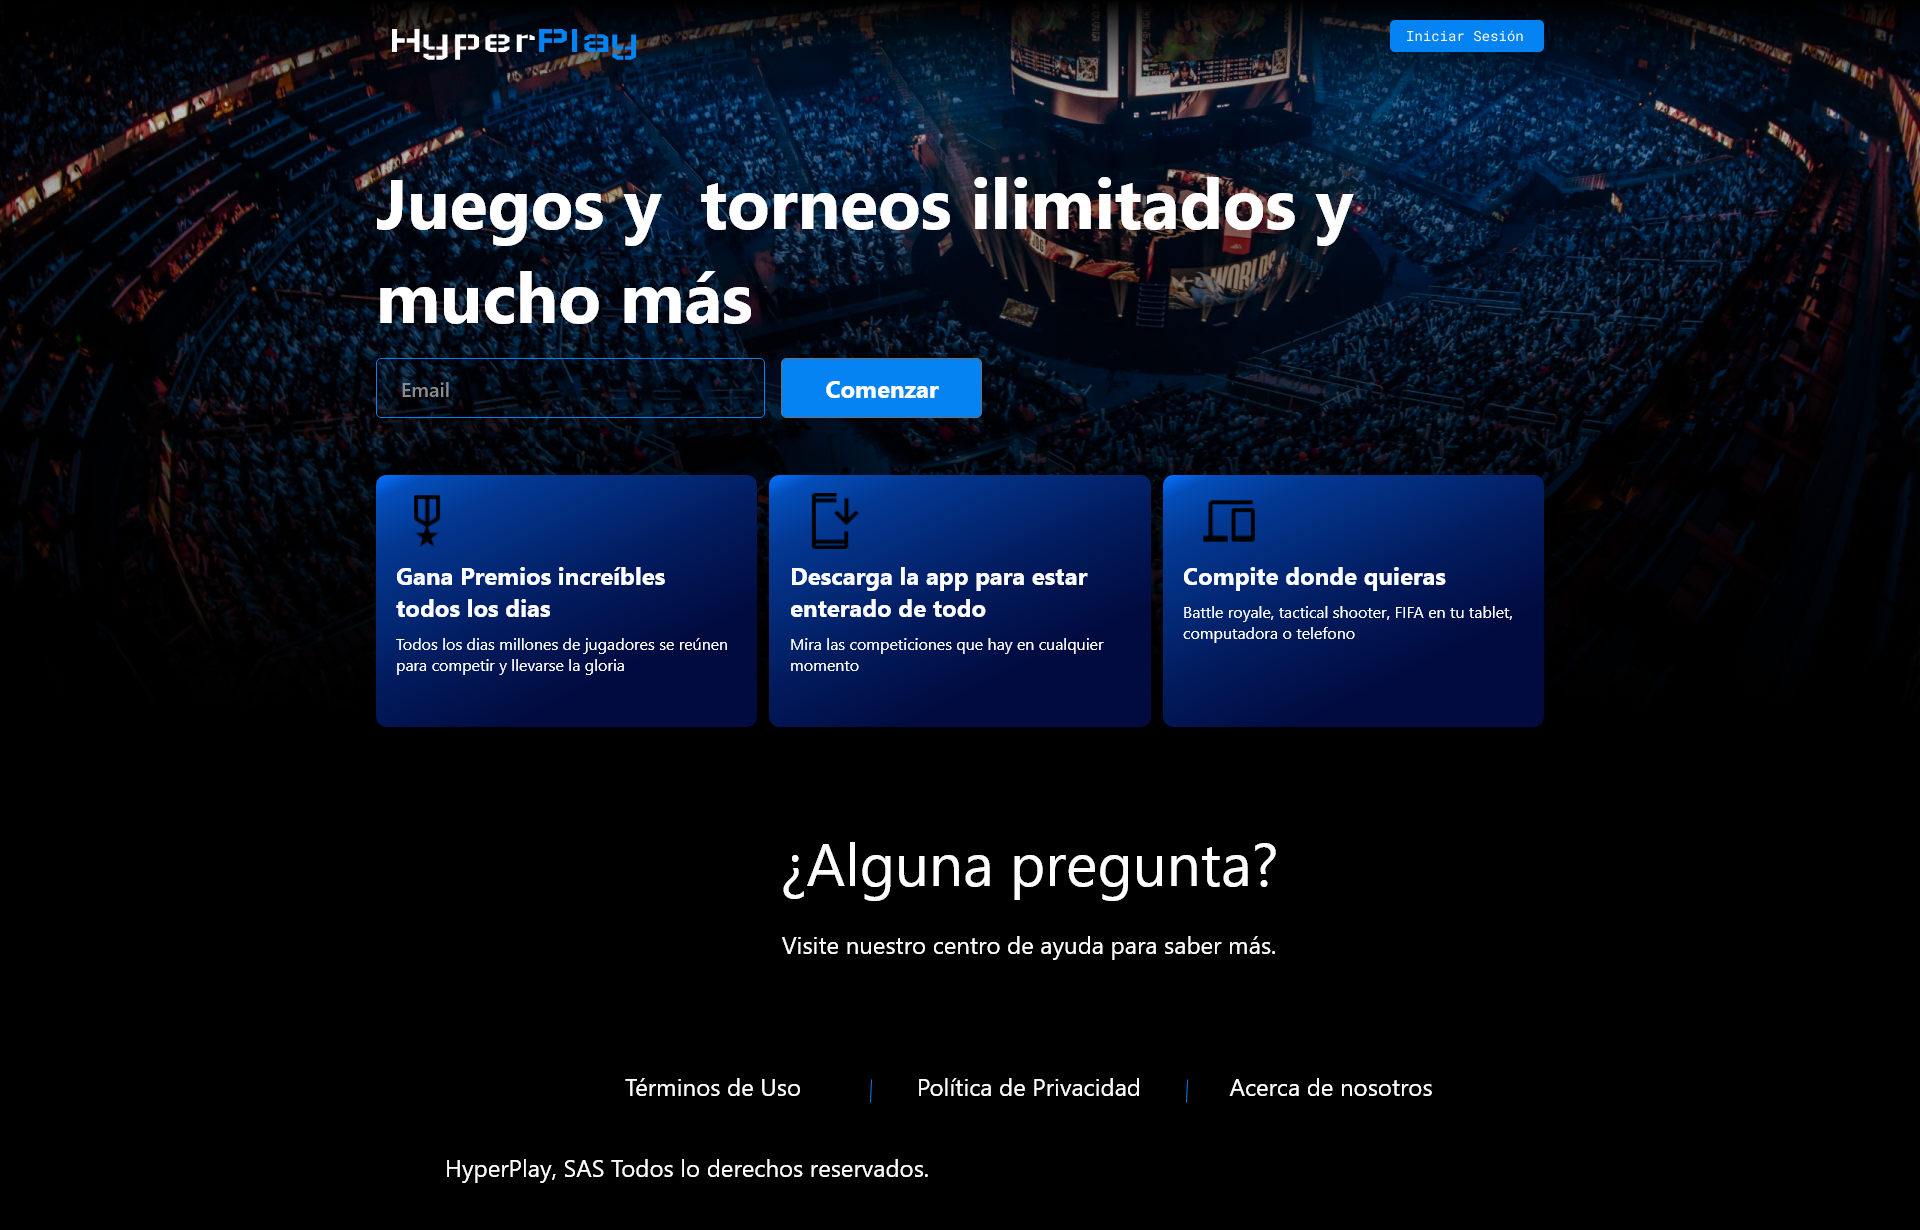 HyperPlay
Iniciar Sesión
Juegos y  torneos ilimitados y
mucho más
Email
Comenzar
Gana Premios increíbles
todos los dias
Todos los dias millones de jugadores se reúnen
para competir y llevarse la gloria
Descarga la app para estar
enterado de todo
Mira las competiciones que hay en cualquier
momento
Compite donde quieras
Battle royale, tactical shooter, FIFA en tu tablet,
computadora o telefono
WORLDS
¿Alguna pregunta?
Visite nuestro centro de ayuda para saber más.
Términos de Uso
Política de Privacidad
Acerca de nosotros
HyperPlay, SAS Todos lo derechos reservados.